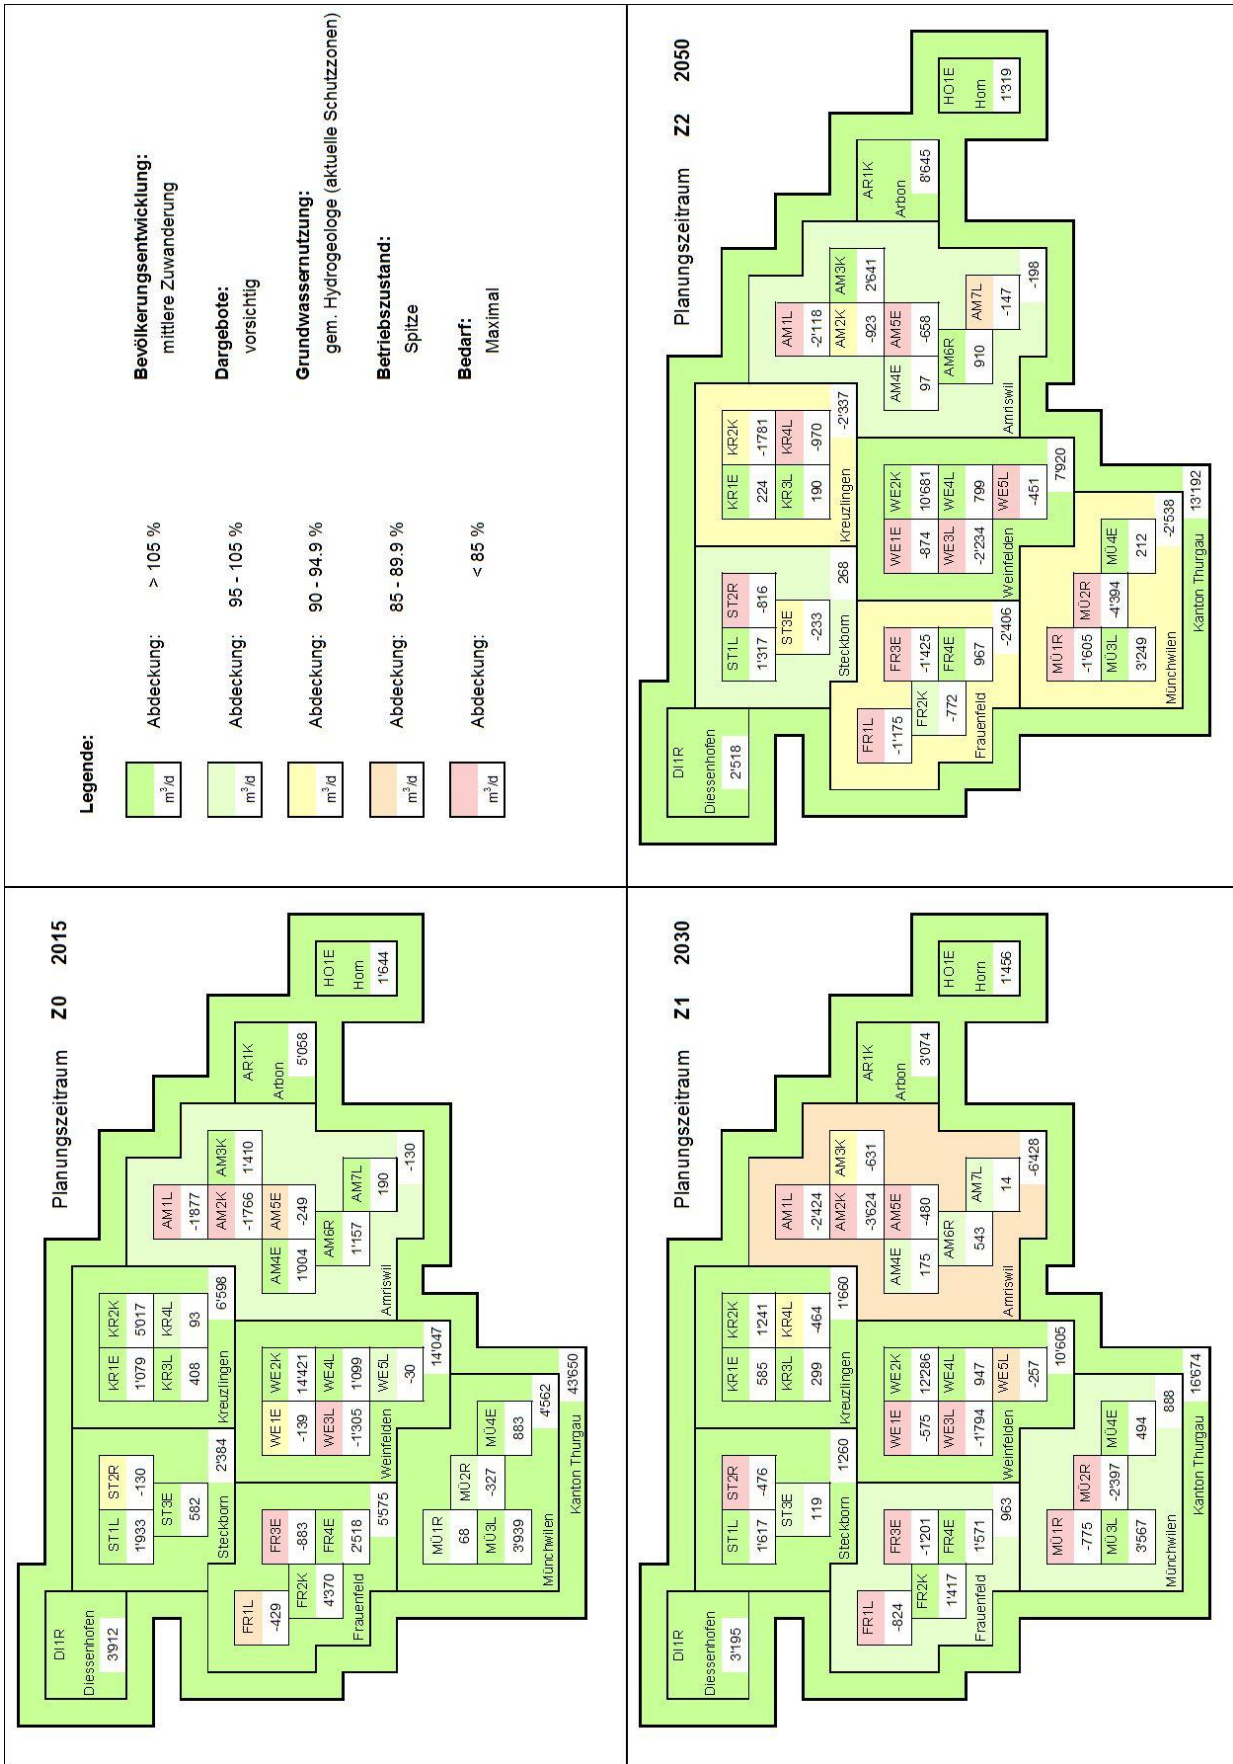 Planungszeitraum Z0 2015
DI1R
Diessenhofen
3'912
ST1L ST2R
1'933 -130
ST3E
582
Steckborn
2'384
KR1E KR2K
1'079 5'017
KR3L KR4L
408 93
Kreuzlingen
6'598
AM1L
-1'877
AM2K AM3K
-1'766 1'410
AM4E AM5E
1'004 -249
AM6R AM7L
1'157 190
Amriswil
-130
AR1K
Arbon
5'058
HO1E
Horn
1'644
FR1L FR3E
-429 -883
FR2K FR4E
4'370 2'518
Frauenfeld
5'575
WE1E WE2K
-139 14'421
WE3L WE4L
-1'305 1'099
WE5L
-30
Weinfelden
14'047
MÜ1R MÜ2R
68 -327
MÜ3L MÜ4E
3'939 883
Münchwilen
4'562
Kanton Thurgau
43'650
Legende:
m³/d Abdeckung: > 105 %
m³/d Abdeckung: 95 - 105 %
m³/d Abdeckung: 90 - 94.9 %
m³/d Abdeckung: 85 - 89.9 %
m³/d Abdeckung: < 85 %
Bevölkerungsentwicklung:
mittlere Zuwanderung
Dargebote:
vorsichtig
Grundwassernutzung:
gem. Hydrogeologe (aktuelle Schutzzonen)
Betriebszustand:
Spitze
Bedarf:
Maximal
Planungszeitraum Z1 2030
DI1R
Diessenhofen
3'195
ST1L ST2R
1'617 -476
ST3E
119
Steckborn
1'260
KR1E KR2K
585 1'241
KR3L KR4L
299 -464
Kreuzlingen
1'660
AM1L
-2'424
AM2K AM3K
-3'624 -631
AM4E AM5E
175 -480
AM6R AM7L
543 14
Amriswil
-6'428
AR1K
Arbon
3'074
HO1E
Horn
1'456
FR1L FR3E
-824 -1'201
FR2K FR4E
1'417 1'571
Frauenfeld
963
WE1E WE2K
-575 12'286
WE3L WE4L
-1'794 947
WE5L
-257
Weinfelden
10'605
MÜ1R MÜ2R
-775 -2'397
MÜ3L MÜ4E
3'567 494
Münchwilen
888
Kanton Thurgau
16'674
Planungszeitraum Z2 2050
DI1R
Diessenhofen
2'518
ST1L ST2R
1'317 -816
ST3E
-233
Steckborn
268
KR1E KR2K
224 -1'781
KR3L KR4L
190 -970
Kreuzlingen
-2'337
AM1L
-2'118
AM2K AM3K
-923 2'641
AM4E AM5E
97 -658
AM6R AM7L
910 -147
Amriswil
-198
AR1K
Arbon
8'645
HO1E
Horn
1'319
FR1L FR3E
-1'175 -1'425
FR2K FR4E
-772 967
Frauenfeld
-2'406
WE1E WE2K
-874 10'681
WE3L WE4L
-2'234 799
WE5L
-451
Weinfelden
7'920
MÜ1R MÜ2R
-1'605 -4'394
MÜ3L MÜ4E
3'249 212
Münchwilen
-2'538
Kanton Thurgau
13'192